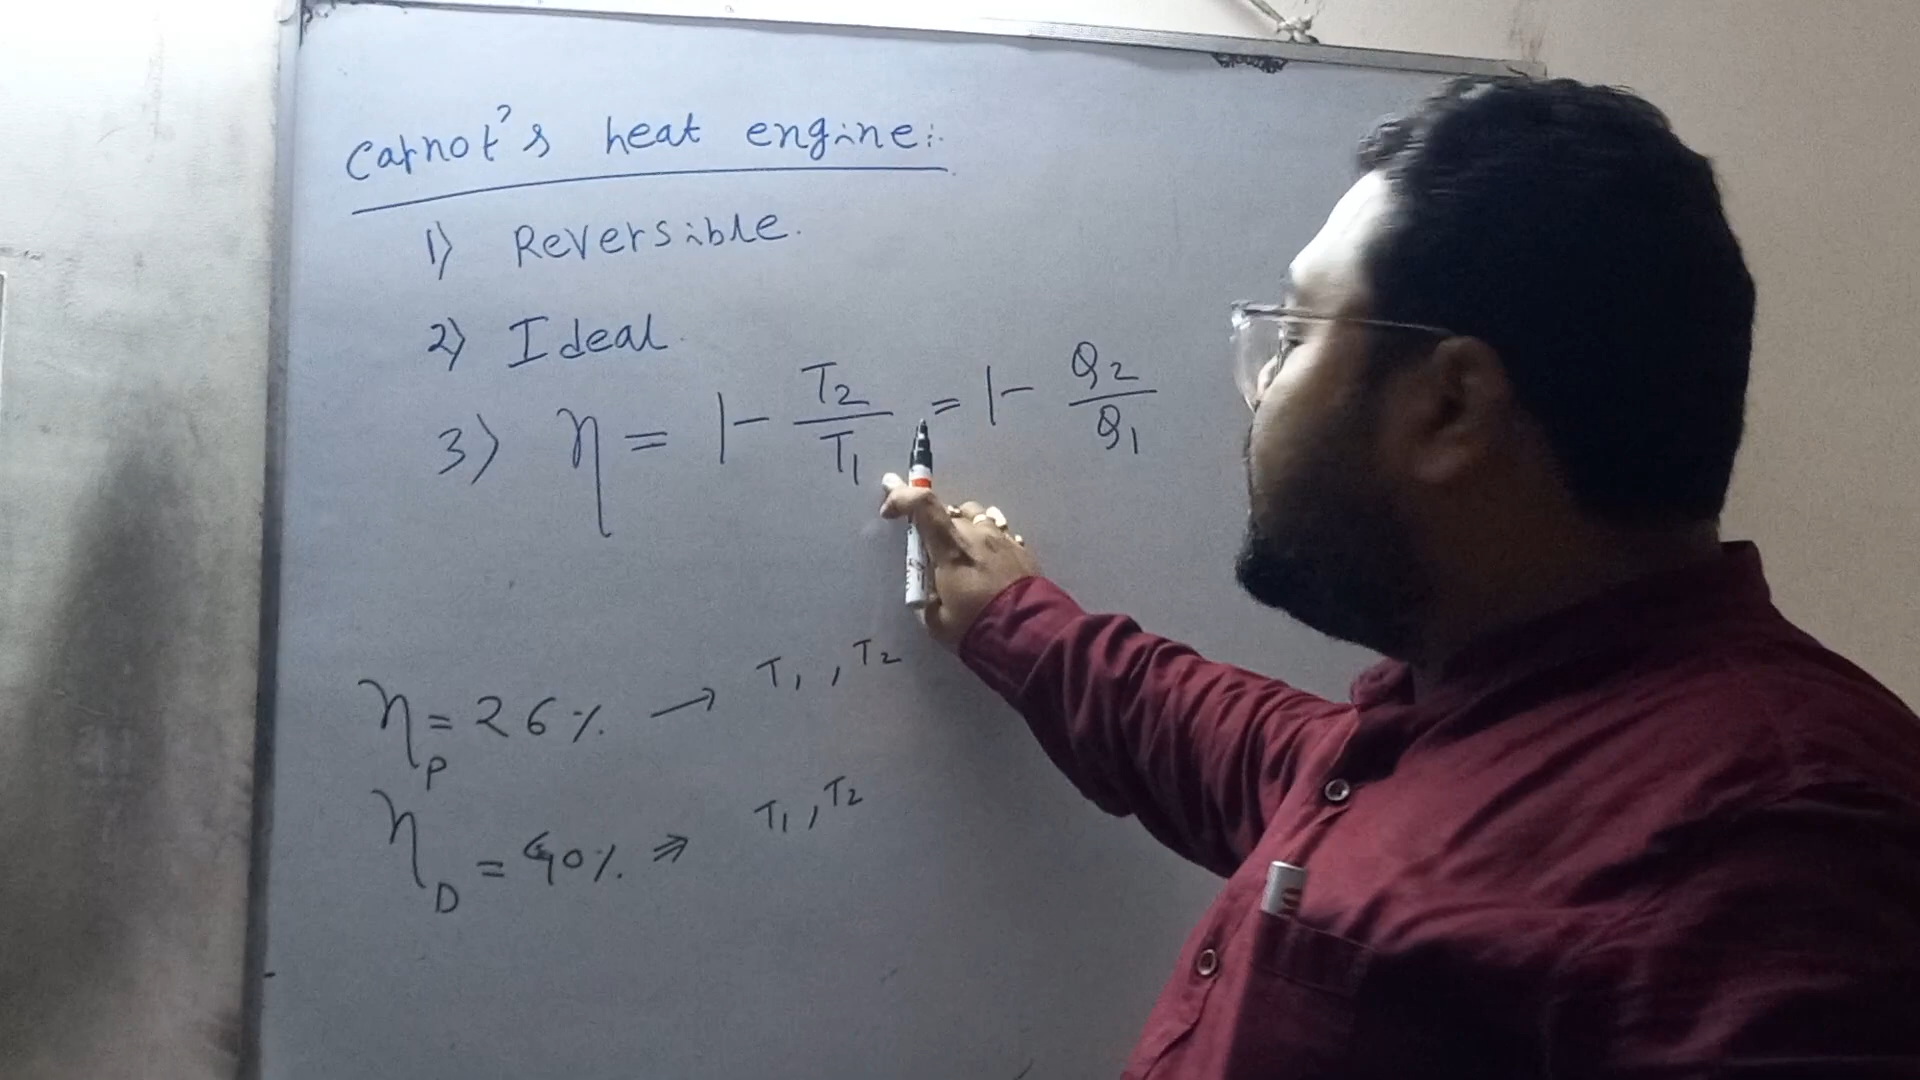 Carnot's heat engine:
1) Reversible.
2) Ideal.
3) η = 1 - T₂/T₁ = 1 - Q₂/Q₁
η_P = 26% → T₁, T₂
η_D = 40% ⇒ T₁, T₂